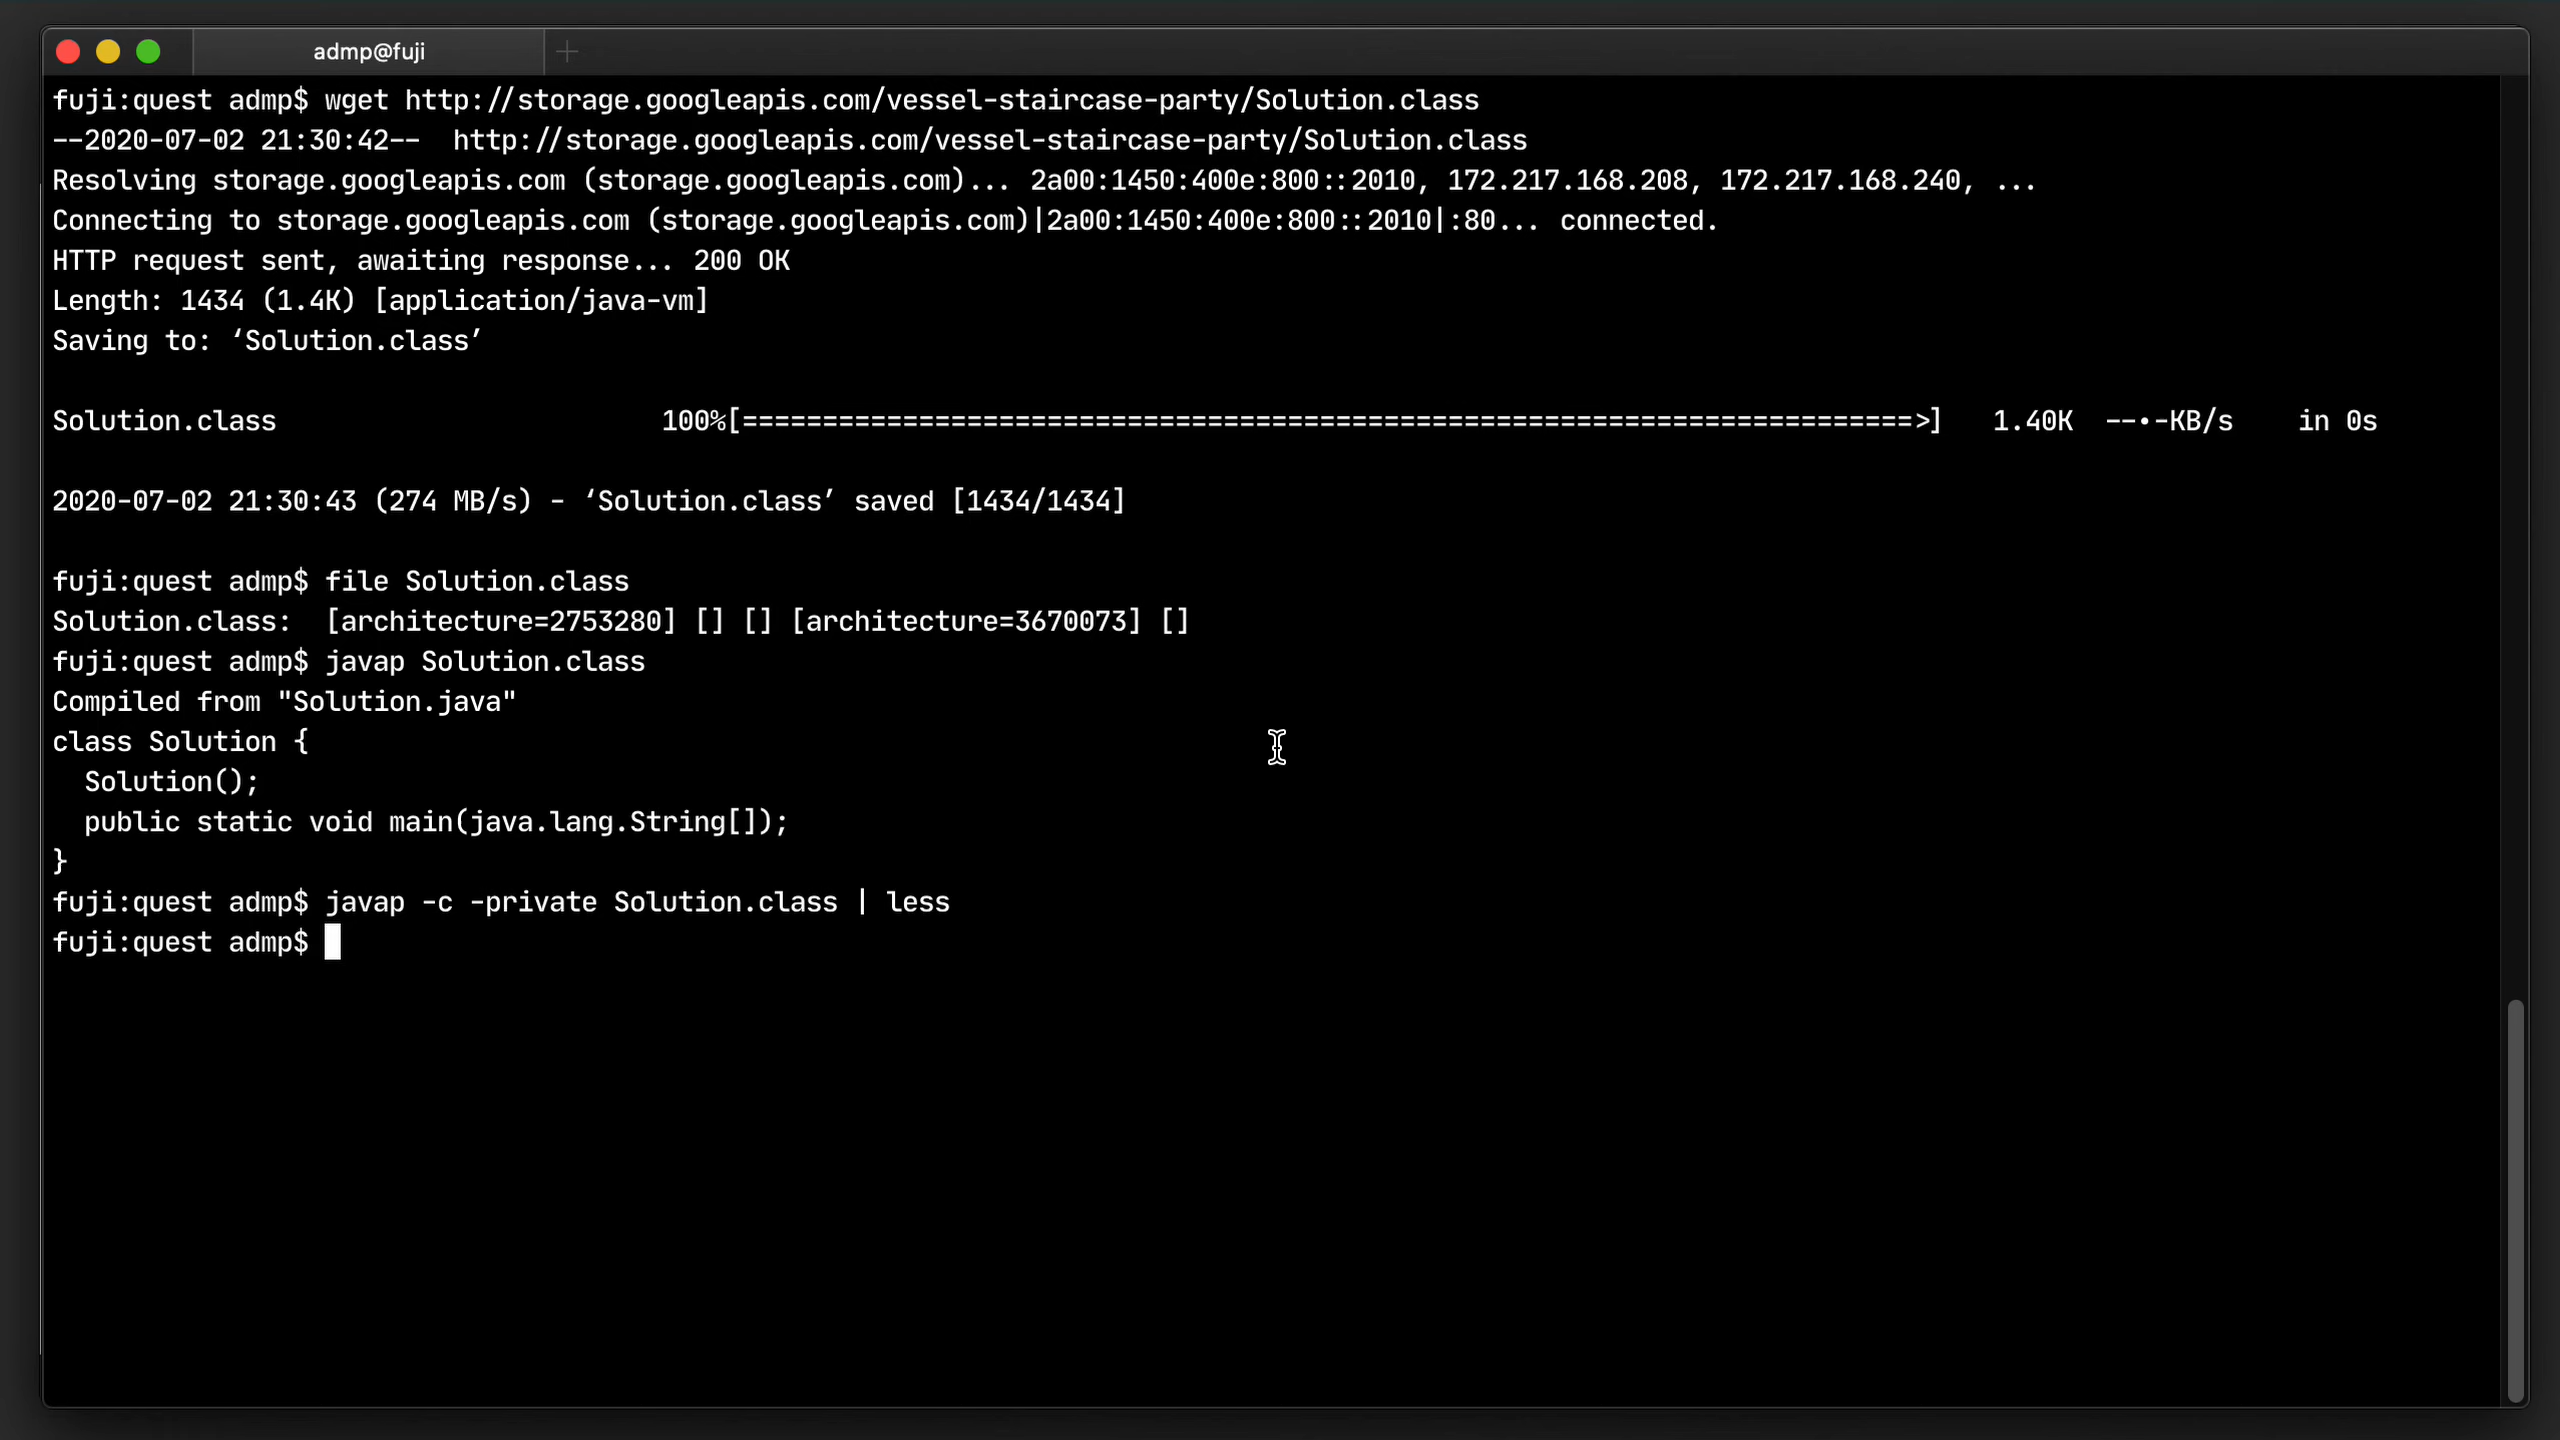 admp@fuji
fuji:quest admp$ wget http://storage.googleapis.com/vessel-staircase-party/Solution.class
--2020-07-02 21:30:42--  http://storage.googleapis.com/vessel-staircase-party/Solution.class
Resolving storage.googleapis.com (storage.googleapis.com)... 2a00:1450:400e:800::2010, 172.217.168.208, 172.217.168.240, ...
Connecting to storage.googleapis.com (storage.googleapis.com)|2a00:1450:400e:800::2010|:80... connected.
HTTP request sent, awaiting response... 200 OK
Length: 1434 (1.4K) [application/java-vm]
Saving to: ‘Solution.class’
Solution.class                        100%[=========================================================================>]   1.40K  --•-KB/s    in 0s
2020-07-02 21:30:43 (274 MB/s) - ‘Solution.class’ saved [1434/1434]
fuji:quest admp$ file Solution.class
Solution.class:  [architecture=2753280] [] [] [architecture=3670073] []
fuji:quest admp$ javap Solution.class
Compiled from "Solution.java"
class Solution {
  Solution();
  public static void main(java.lang.String[]);
}
fuji:quest admp$ javap -c -private Solution.class | less
fuji:quest admp$